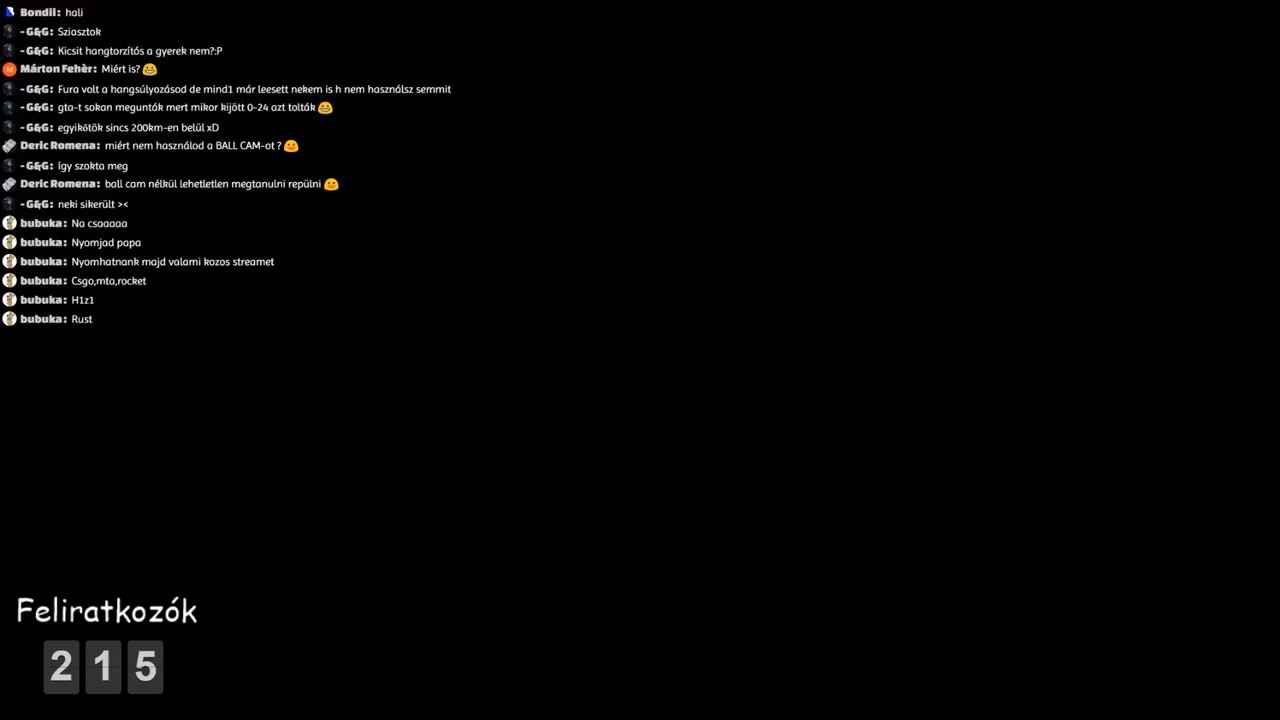 Bondil: hali
-G&G: Sziasztok
-G&G: Kicsit hangtorzítós a gyerek nem?:P
M Márton Fehèr: Miért is? 😀
-G&G: Fura volt a hangsúlyozásod de mind1 már leesett nekem is h nem használsz semmit
-G&G: gta-t sokan megunták mert mikor kijött 0-24 azt tolták 😀
-G&G: egyikötök sincs 200km-en belül xD
Deric Romena: miért nem használod a BALL CAM-ot ? 🙂
-G&G: így szokta meg
Deric Romena: ball cam nélkül lehetletlen megtanulni repülni 🙂
-G&G: neki sikerült ><
bubuka: Na csaaaaa
bubuka: Nyomjad papa
bubuka: Nyomhatnank majd valami kozos streamet
bubuka: Csgo,mta,rocket
bubuka: H1z1
bubuka: Rust
Feliratkozók
215